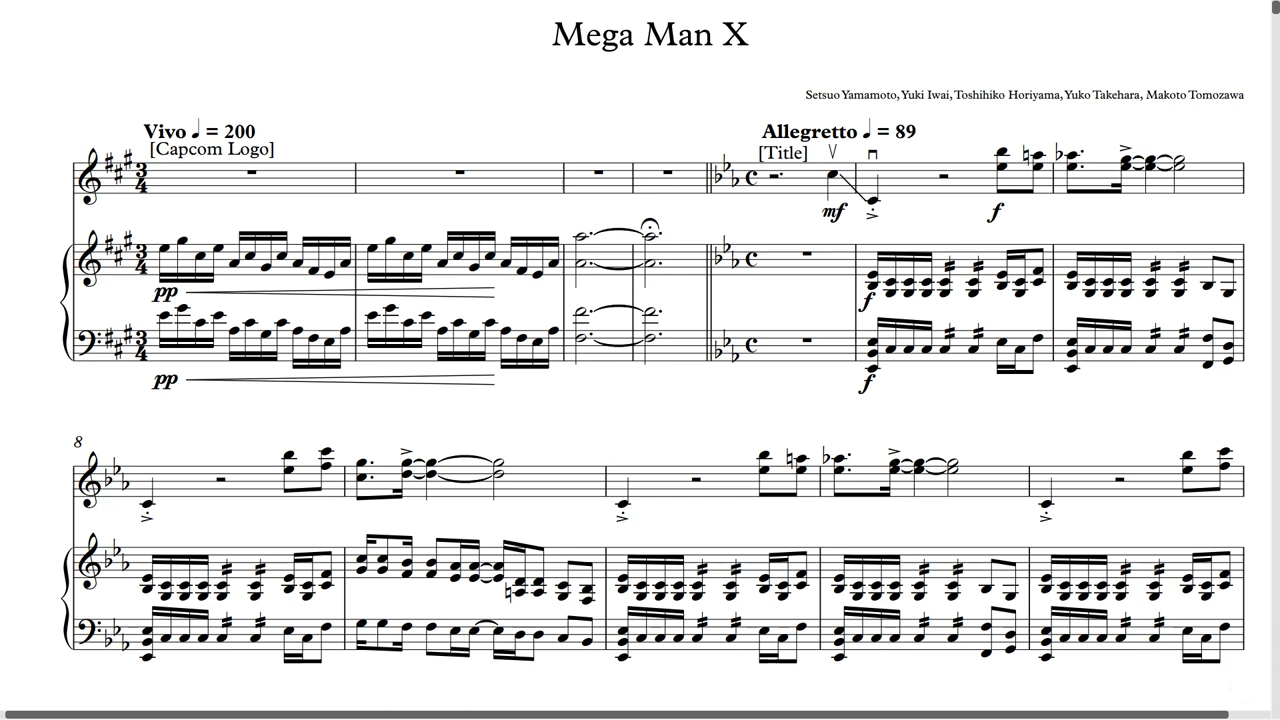 Mega Man X
Setsuo Yamamoto, Yuki Iwai, Toshihiko Horiyama, Yuko Takehara, Makoto Tomozawa
Vivo ♩ = 200
[Capcom Logo]
Allegretto ♩ = 89
[Title]
mf
f
pp
f
pp
f
8